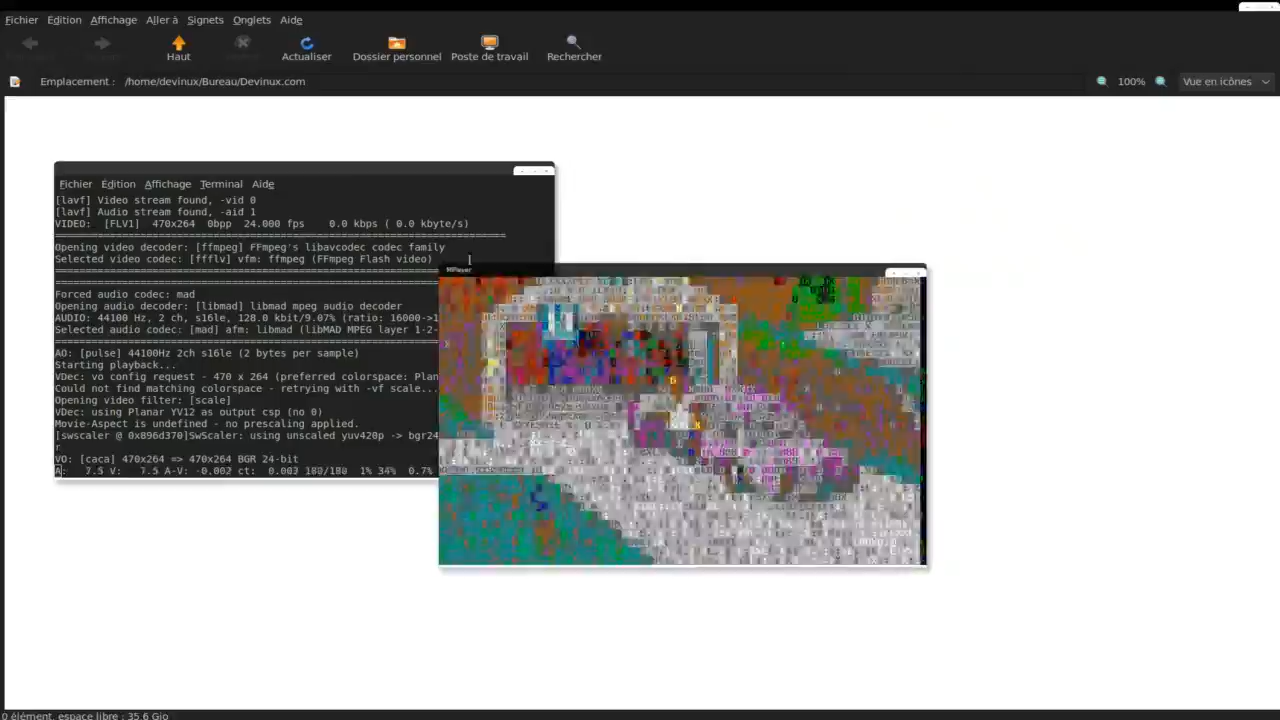 Fichier Édition Affichage Aller à Signets Onglets Aide
Haut Actualiser Dossier personnel Poste de travail Rechercher
Emplacement : /home/devinux/Bureau/Devinux.com 100% Vue en icônes
Fichier Édition Affichage Terminal Aide
[lavf] Video stream found, -vid 0
[lavf] Audio stream found, -aid 1
VIDEO: [FLV1] 470x264 0bpp 24.000 fps 0.0 kbps ( 0.0 kbyte/s)
==========================================================================
Opening video decoder: [ffmpeg] FFmpeg's libavcodec codec family
Selected video codec: [ffflv] vfm: ffmpeg (FFmpeg Flash video)
MPlayer
Forced audio codec: mad
Opening audio decoder: [libmad] libmad mpeg audio decoder
AUDIO: 44100 Hz, 2 ch, s16le, 128.0 kbit/9.07% (ratio: 16000->1
Selected audio codec: [mad] afm: libmad (libMAD MPEG layer 1-2-
AO: [pulse] 44100Hz 2ch s16le (2 bytes per sample)
Starting playback...
VDec: vo config request - 470 x 264 (preferred colorspace: Plan
Could not find matching colorspace - retrying with -vf scale...
Opening video filter: [scale]
VDec: using Planar YV12 as output csp (no 0)
Movie-Aspect is undefined - no prescaling applied.
[swscaler @ 0x896d370]SwScaler: using unscaled yuv420p -> bgr24
r
VO: [caca] 470x264 => 470x264 BGR 24-bit
A: 7.5 V: 7.5 A-V: -0.002 ct: 0.003 180/180 1% 34% 0.7%
0 élément, espace libre : 35,6 Gio